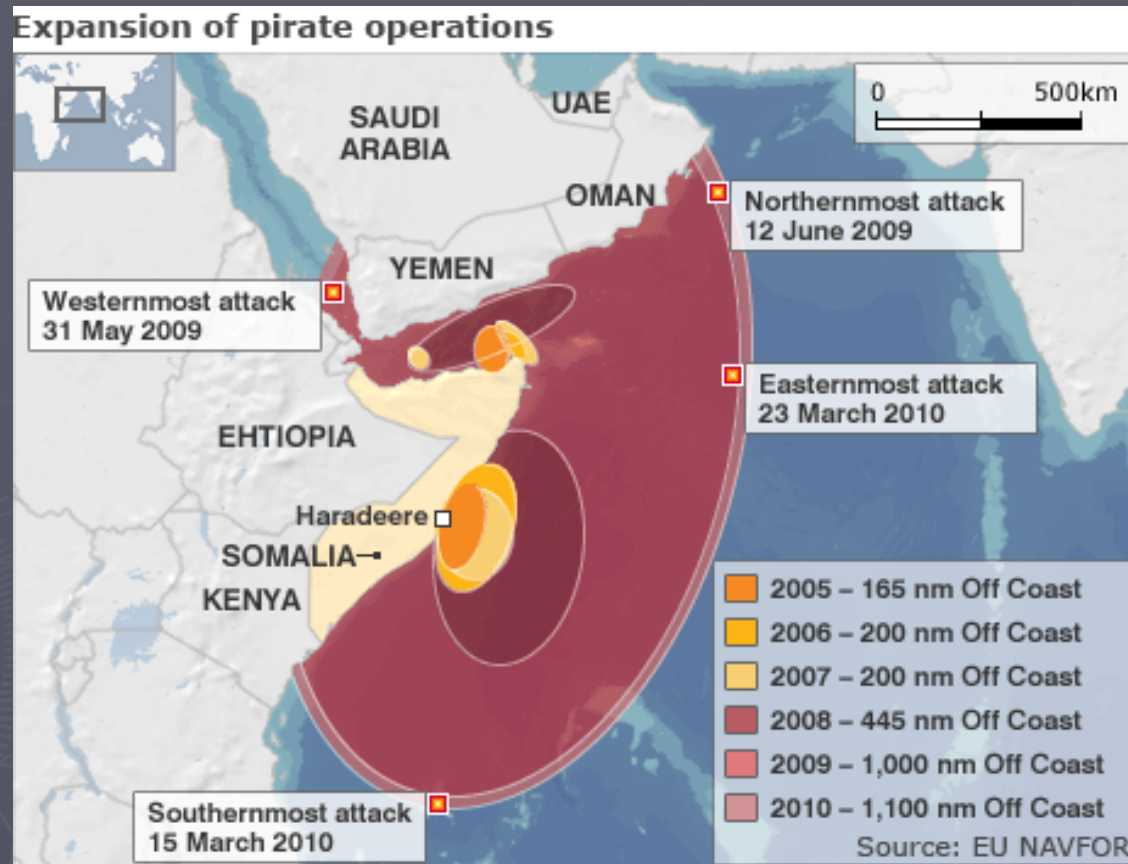 Expansion of pirate operations
0 500km
UAE
SAUDI
ARABIA
OMAN
Northernmost attack
12 June 2009
YEMEN
Westernmost attack
31 May 2009
Easternmost attack
23 March 2010
EHTIOPIA
Haradeere
SOMALIA
KENYA
2005 – 165 nm Off Coast
2006 – 200 nm Off Coast
2007 – 200 nm Off Coast
2008 – 445 nm Off Coast
2009 – 1,000 nm Off Coast
2010 – 1,100 nm Off Coast
Southernmost attack
15 March 2010
Source: EU NAVFOR